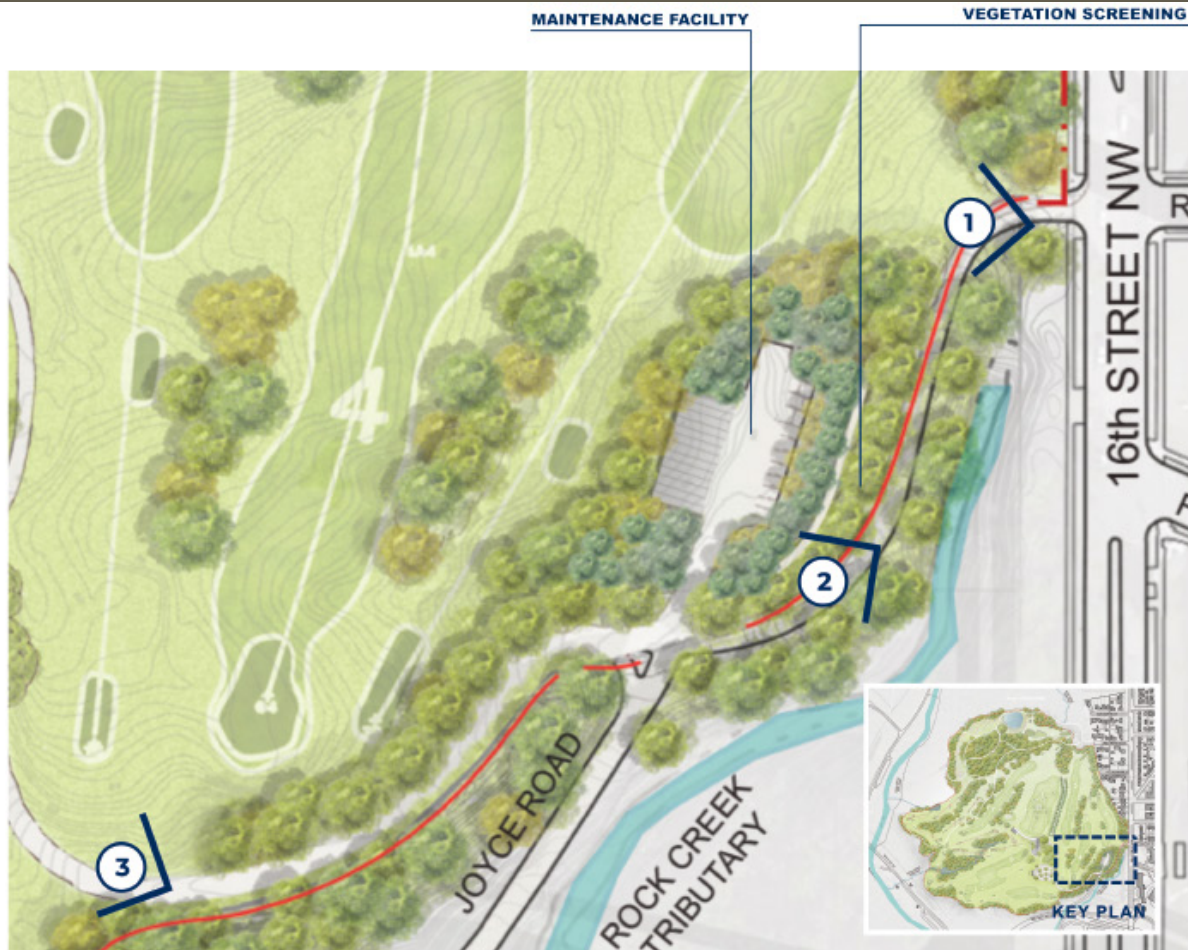 MAINTENANCE FACILITY
VEGETATION SCREENING
1
16th STREET NW
R
4
2
3
JOYCE ROAD
ROCK CREEK
TRIBUTARY
KEY PLAN